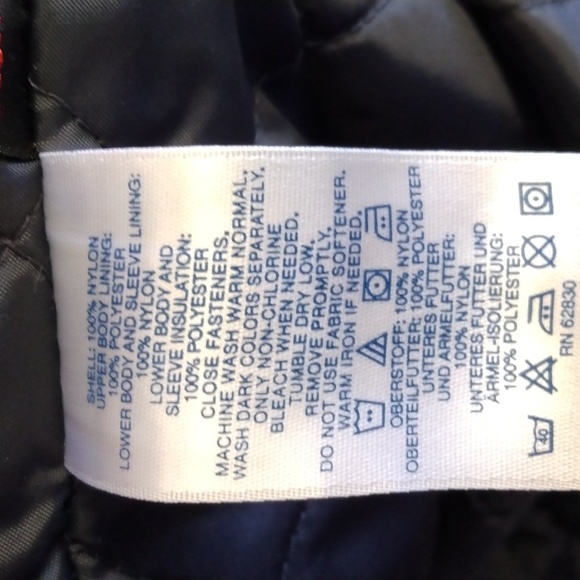 SHELL: 100% NYLON
UPPER BODY LINING:
100% POLYESTER
LOWER BODY AND SLEEVE LINING:
100% NYLON
LOWER BODY AND
SLEEVE INSULATION:
100% POLYESTER
CLOSE FASTENERS,
MACHINE WASH WARM NORMAL,
WASH DARK COLORS SEPARATELY,
ONLY NON-CHLORINE
BLEACH WHEN NEEDED.
TUMBLE DRY LOW.
REMOVE PROMPTLY.
DO NOT USE FABRIC SOFTENER.
WARM IRON IF NEEDED.
OBERSTOFF: 100% NYLON
OBERTEILFUTTER: 100% POLYESTER
UNTERES FUTTER
UND ARMELFUTTER:
100% NYLON
UNTERES FUTTER UND
ARMEL-ISOLIERUNG:
100% POLYESTER
40
RN 62830